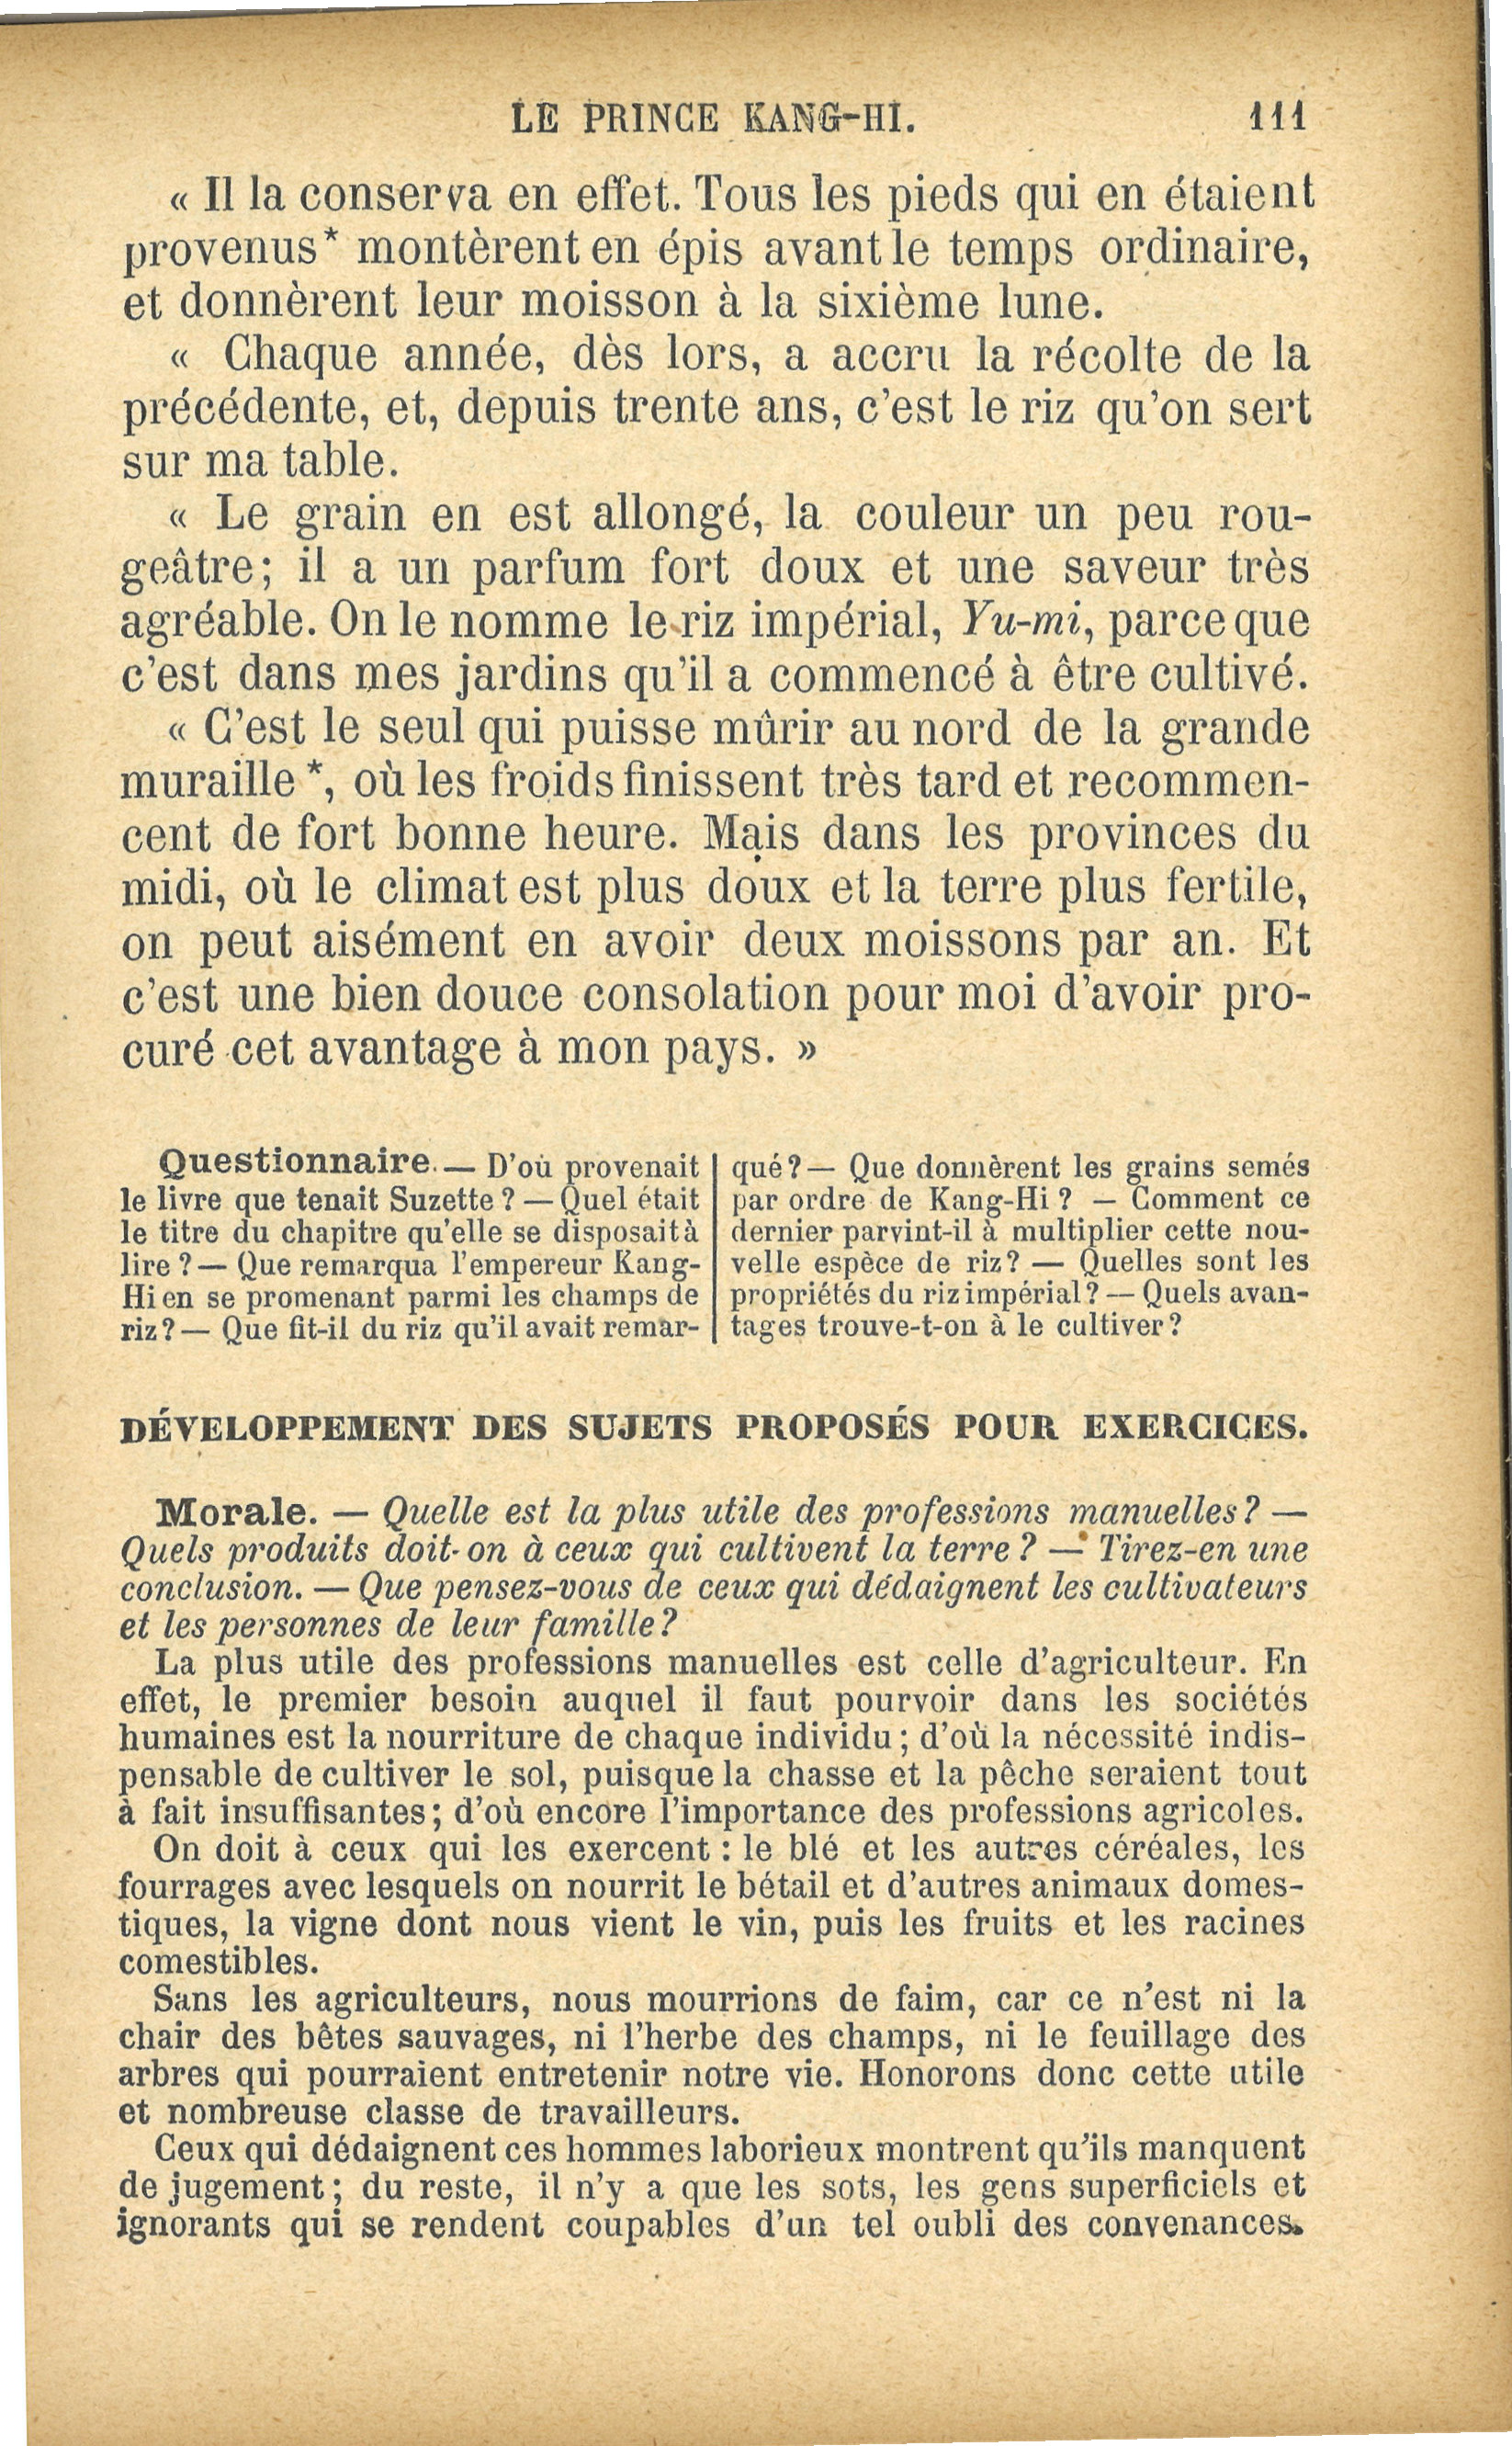 LE PRINCE KANG-HI. 111
« Il la conserva en effet. Tous les pieds qui en étaient
provenus* montèrent en épis avant le temps ordinaire,
et donnèrent leur moisson à la sixième lune.
« Chaque année, dès lors, a accru la récolte de la
précédente, et, depuis trente ans, c'est le riz qu'on sert
sur ma table.
« Le grain en est allongé, la couleur un peu rou-
geâtre; il a un parfum fort doux et une saveur très
agréable. On le nomme le riz impérial, Yu-mi, parce que
c'est dans mes jardins qu'il a commencé à être cultivé.
« C'est le seul qui puisse mûrir au nord de la grande
muraille*, où les froids finissent très tard et recommen-
cent de fort bonne heure. Mais dans les provinces du
midi, où le climat est plus doux et la terre plus fertile,
on peut aisément en avoir deux moissons par an. Et
c'est une bien douce consolation pour moi d'avoir pro-
curé cet avantage à mon pays. »
Questionnaire. — D'où provenait
le livre que tenait Suzette ? — Quel était
le titre du chapitre qu'elle se disposait à
lire ? — Que remarqua l'empereur Kang-
Hi en se promenant parmi les champs de
riz ? — Que fit-il du riz qu'il avait remar-
qué ? — Que donnèrent les grains semés
par ordre de Kang-Hi ? — Comment ce
dernier parvint-il à multiplier cette nou-
velle espèce de riz ? — Quelles sont les
propriétés du riz impérial ? — Quels avan-
tages trouve-t-on à le cultiver ?
DÉVELOPPEMENT DES SUJETS PROPOSÉS POUR EXERCICES.
Morale. — Quelle est la plus utile des professions manuelles ? —
Quels produits doit-on à ceux qui cultivent la terre ? — Tirez-en une
conclusion. — Que pensez-vous de ceux qui dédaignent les cultivateurs
et les personnes de leur famille ?
La plus utile des professions manuelles est celle d'agriculteur. En
effet, le premier besoin auquel il faut pourvoir dans les sociétés
humaines est la nourriture de chaque individu ; d'où la nécessité indis-
pensable de cultiver le sol, puisque la chasse et la pêche seraient tout
à fait insuffisantes; d'où encore l'importance des professions agricoles.
On doit à ceux qui les exercent : le blé et les autres céréales, les
fourrages avec lesquels on nourrit le bétail et d'autres animaux domes-
tiques, la vigne dont nous vient le vin, puis les fruits et les racines
comestibles.
Sans les agriculteurs, nous mourrions de faim, car ce n'est ni la
chair des bêtes sauvages, ni l'herbe des champs, ni le feuillage des
arbres qui pourraient entretenir notre vie. Honorons donc cette utile
et nombreuse classe de travailleurs.
Ceux qui dédaignent ces hommes laborieux montrent qu'ils manquent
de jugement ; du reste, il n'y a que les sots, les gens superficiels et
ignorants qui se rendent coupables d'un tel oubli des convenances.